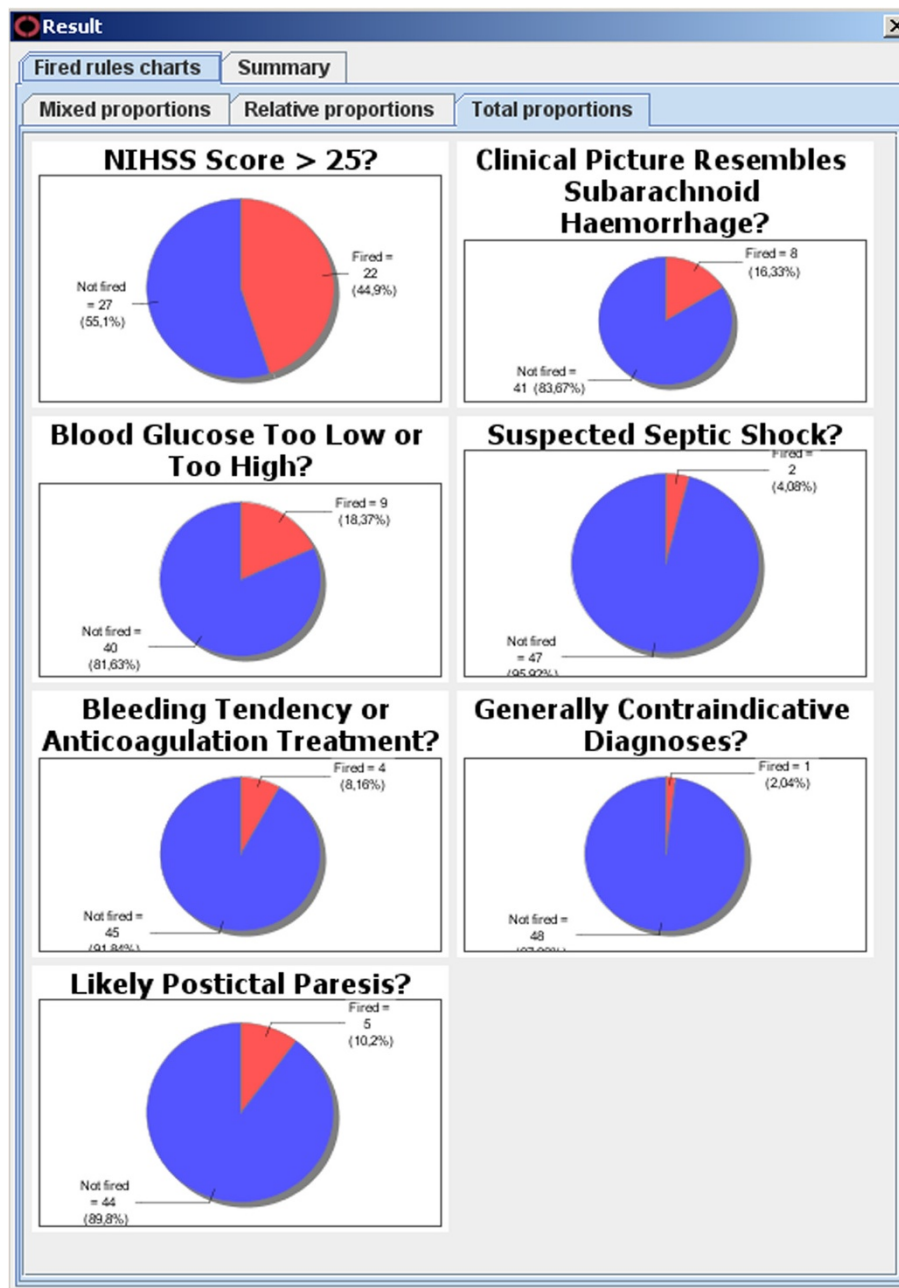 Result
Fired rules charts
Summary
Mixed proportions
Relative proportions
Total proportions
NIHSS Score > 25?
Fired =
22
(44,9%)
Not fired
= 27
(55,1%)
Clinical Picture Resembles
Subarachnoid
Haemorrhage?
Fired = 8
(16,33%)
Not fired =
41 (83,67%)
Blood Glucose Too Low or
Too High?
Fired = 9
(18,37%)
Not fired =
40
(81,63%)
Suspected Septic Shock?
Fired =
2
(4,08%)
Not fired
= 47
(95,92%)
Bleeding Tendency or
Anticoagulation Treatment?
Fired = 4
(8,16%)
Not fired =
45
(91,84%)
Generally Contraindicative
Diagnoses?
Fired = 1
(2,04%)
Not fired =
48
Likely Postictal Paresis?
Fired =
5
(10,2%)
Not fired
= 44
(89,8%)